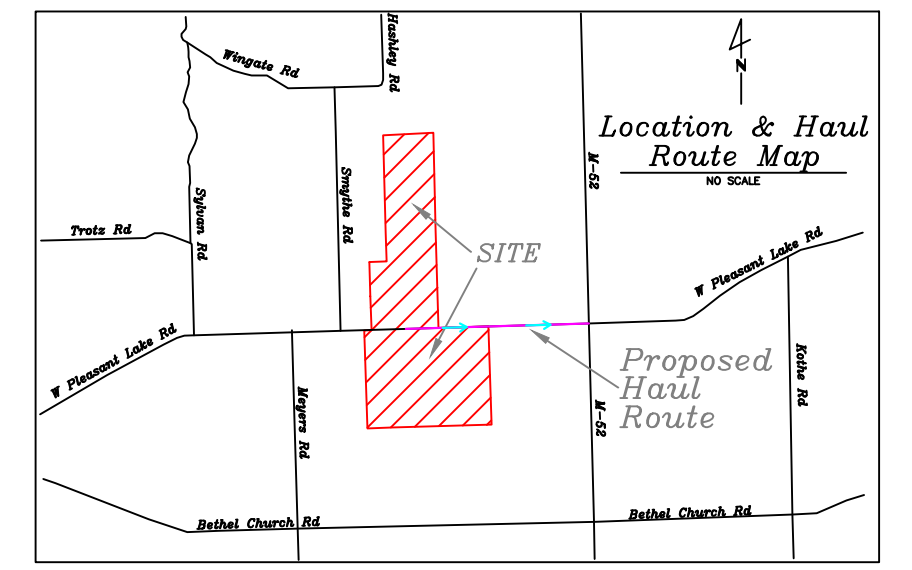 Hashley Rd
Wingate Rd
N
Location & Haul
Route Map
NO SCALE
M-52
Smythe Rd
Sylvan Rd
Trotz Rd
SITE
W Pleasant Lake Rd
W Pleasant Lake Rd
Proposed
Haul
Route
Kothe Rd
Meyers Rd
M-52
Bethel Church Rd
Bethel Church Rd